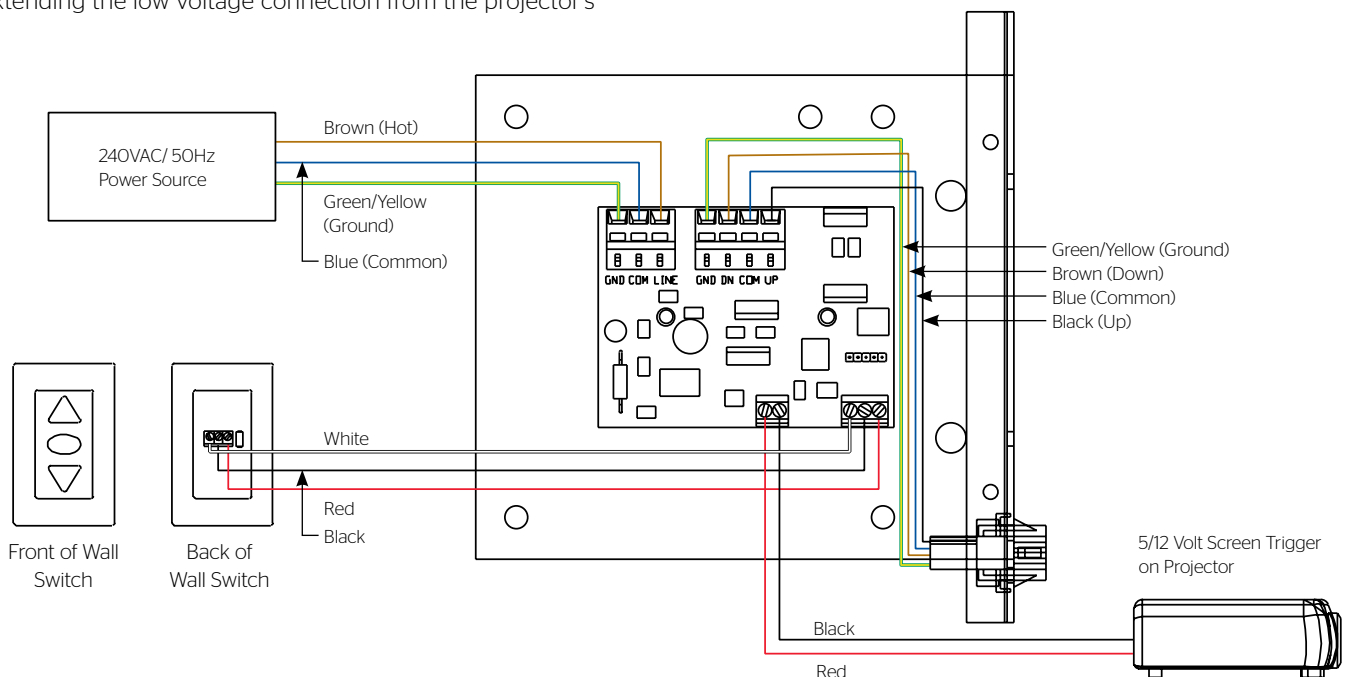 xtending the low voltage connection from the projector's
240VAC/ 50Hz
Power Source
Brown (Hot)
Green/Yellow
(Ground)
Blue (Common)
GND COM LINE
GND DN COM UP
Green/Yellow (Ground)
Brown (Down)
Blue (Common)
Black (Up)
White
Red
Black
Front of Wall
Switch
Back of
Wall Switch
5/12 Volt Screen Trigger
on Projector
Black
Red